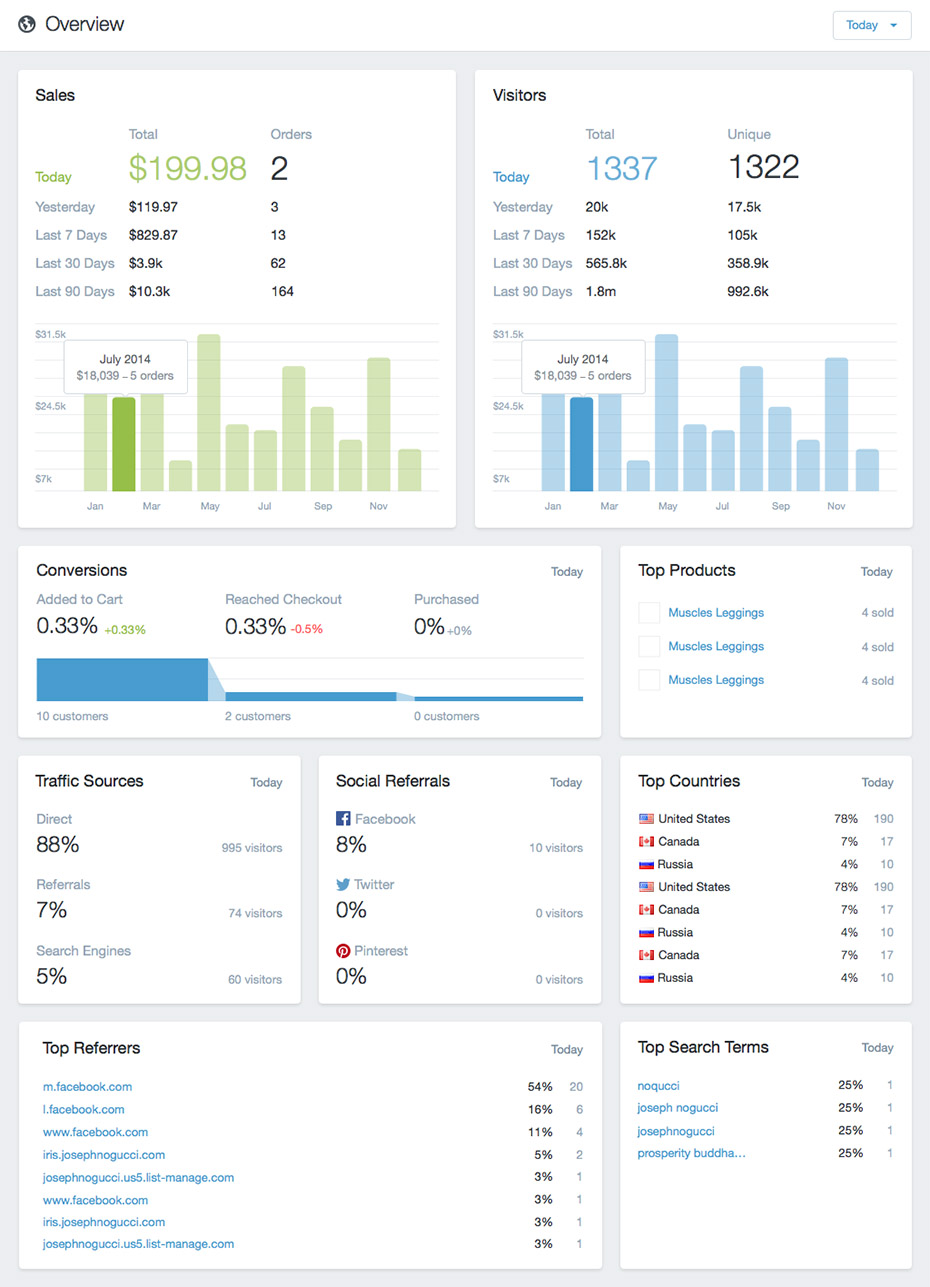 Overview
Today
Sales
Total Orders
Today $199.98 2
Yesterday $119.97 3
Last 7 Days $829.87 13
Last 30 Days $3.9k 62
Last 90 Days $10.3k 164
$31.5k
July 2014
$18,039 – 5 orders
$24.5k
$7k
Jan Mar May Jul Sep Nov
Visitors
Total Unique
Today 1337 1322
Yesterday 20k 17.5k
Last 7 Days 152k 105k
Last 30 Days 565.8k 358.9k
Last 90 Days 1.8m 992.6k
$31.5k
July 2014
$18,039 – 5 orders
$24.5k
$7k
Jan Mar May Jul Sep Nov
Conversions Today
Added to Cart Reached Checkout Purchased
0.33% +0.33% 0.33% -0.5% 0% +0%
10 customers 2 customers 0 customers
Top Products Today
Muscles Leggings 4 sold
Muscles Leggings 4 sold
Muscles Leggings 4 sold
Traffic Sources Today
Direct
88% 995 visitors
Referrals
7% 74 visitors
Search Engines
5% 60 visitors
Social Referrals Today
Facebook
8% 10 visitors
Twitter
0% 0 visitors
Pinterest
0% 0 visitors
Top Countries Today
United States 78% 190
Canada 7% 17
Russia 4% 10
United States 78% 190
Canada 7% 17
Russia 4% 10
Canada 7% 17
Russia 4% 10
Top Referrers Today
m.facebook.com 54% 20
l.facebook.com 16% 6
www.facebook.com 11% 4
iris.josephnogucci.com 5% 2
josephnogucci.us5.list-manage.com 3% 1
www.facebook.com 3% 1
iris.josephnogucci.com 3% 1
josephnogucci.us5.list-manage.com 3% 1
Top Search Terms Today
noqucci 25% 1
joseph nogucci 25% 1
josephnogucci 25% 1
prosperity buddha... 25% 1